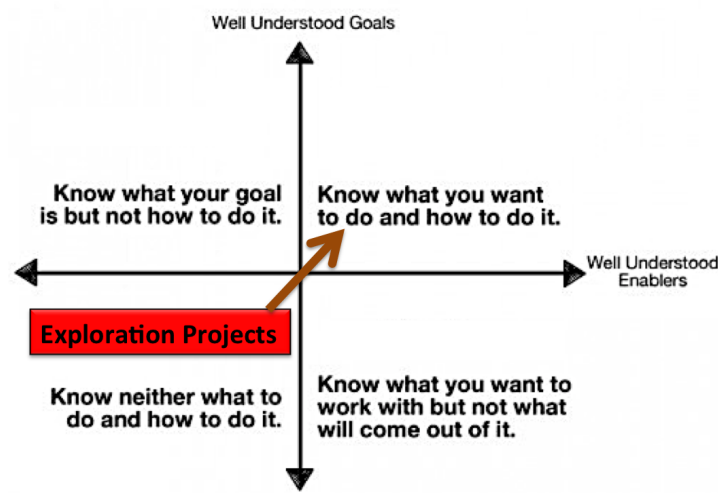 Well Understood Goals
Know what your goal
is but not how to do it.
Know what you want
to do and how to do it.
Well Understood
Enablers
Exploration Projects
Know neither what to
do and how to do it.
Know what you want to
work with but not what
will come out of it.